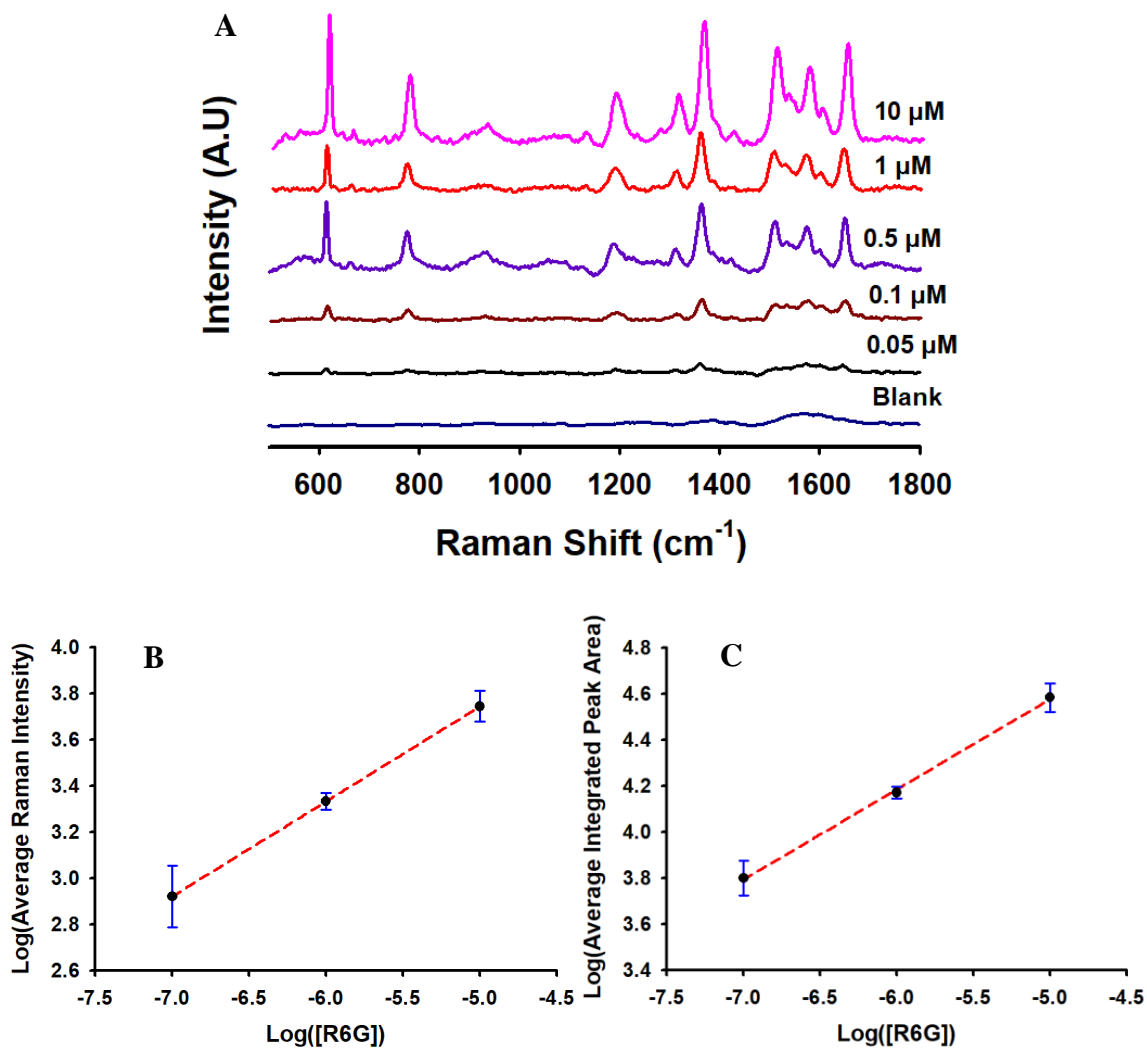 A
Intensity (A.U)
10 µM
1 µM
0.5 µM
0.1 µM
0.05 µM
Blank
600 800 1000 1200 1400 1600 1800
Raman Shift (cm⁻¹)
B
Log(Average Raman Intensity)
4.0
3.8
3.6
3.4
3.2
3.0
2.8
2.6
-7.5 -7.0 -6.5 -6.0 -5.5 -5.0 -4.5
Log([R6G])
C
Log(Average Integrated Peak Area)
4.8
4.6
4.4
4.2
4.0
3.8
3.6
3.4
-7.5 -7.0 -6.5 -6.0 -5.5 -5.0 -4.5
Log([R6G])